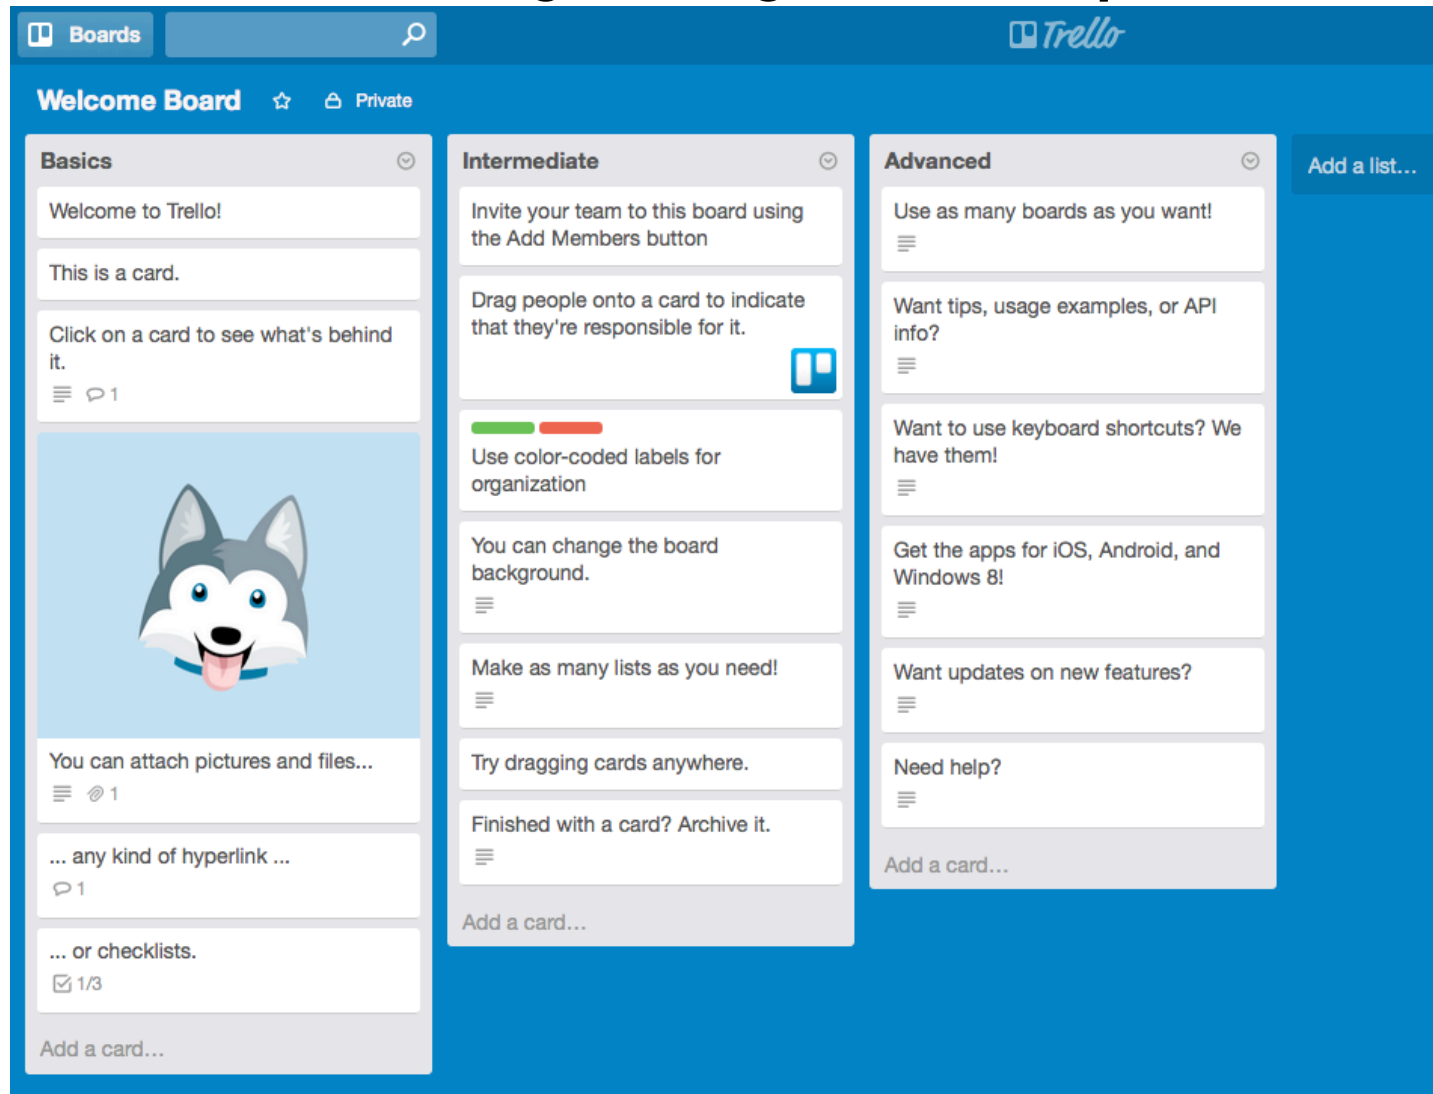 Boards
Trello
Welcome Board
Private
Basics
Welcome to Trello!
This is a card.
Click on a card to see what's behind
it.
1
You can attach pictures and files...
1
... any kind of hyperlink ...
1
... or checklists.
1/3
Add a card...
Intermediate
Invite your team to this board using
the Add Members button
Drag people onto a card to indicate
that they're responsible for it.
Use color-coded labels for
organization
You can change the board
background.
Make as many lists as you need!
Try dragging cards anywhere.
Finished with a card? Archive it.
Add a card...
Advanced
Use as many boards as you want!
Want tips, usage examples, or API
info?
Want to use keyboard shortcuts? We
have them!
Get the apps for iOS, Android, and
Windows 8!
Want updates on new features?
Need help?
Add a card...
Add a list...